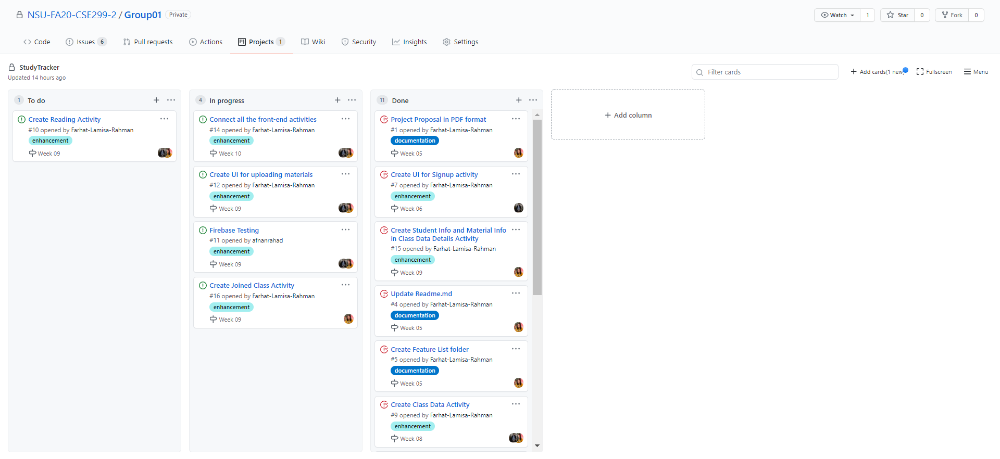 NSU-FA20-CSE299-2 / Group01 Private
Watch 1 Star 0 Fork 0
Code Issues 6 Pull requests Actions Projects 1 Wiki Security Insights Settings
StudyTracker
Updated 14 hours ago
Filter cards
Add cards(1 new) Fullscreen Menu
1 To do
Create Reading Activity
#10 opened by Farhat-Lamisa-Rahman
enhancement
Week 09
4 In progress
Connect all the front-end activities
#14 opened by Farhat-Lamisa-Rahman
enhancement
Week 10
Create UI for uploading materials
#12 opened by Farhat-Lamisa-Rahman
enhancement
Week 09
Firebase Testing
#11 opened by afnanrahad
enhancement
Week 09
Create Joined Class Activity
#16 opened by Farhat-Lamisa-Rahman
enhancement
Week 09
11 Done
Project Proposal in PDF format
#1 opened by Farhat-Lamisa-Rahman
documentation
Week 05
Create UI for Signup activity
#7 opened by Farhat-Lamisa-Rahman
enhancement
Week 06
Create Student Info and Material Info
in Class Data Details Activity
#15 opened by Farhat-Lamisa-Rahman
enhancement
Week 09
Update Readme.md
#4 opened by Farhat-Lamisa-Rahman
documentation
Week 05
Create Feature List folder
#5 opened by Farhat-Lamisa-Rahman
documentation
Week 05
Create Class Data Activity
#9 opened by Farhat-Lamisa-Rahman
enhancement
Week 08
Add column